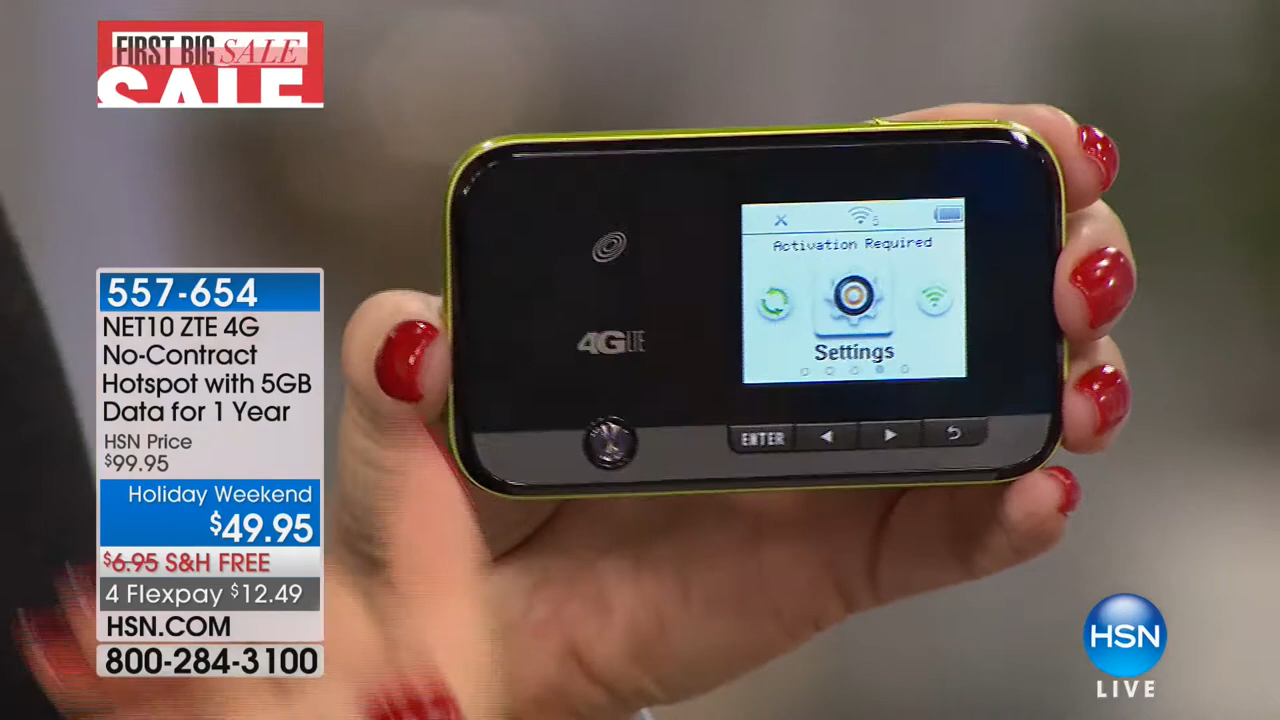 FIRST BIG SALE
SALE
557-654
NET10 ZTE 4G
No-Contract
Hotspot with 5GB
Data for 1 Year
HSN Price
$99.95
Holiday Weekend
$49.95
$6.95 S&H FREE
4 Flexpay $12.49
HSN.COM
800-284-3100
5
Activation Required
Settings
4GLTE
ENTER
HSN
LIVE